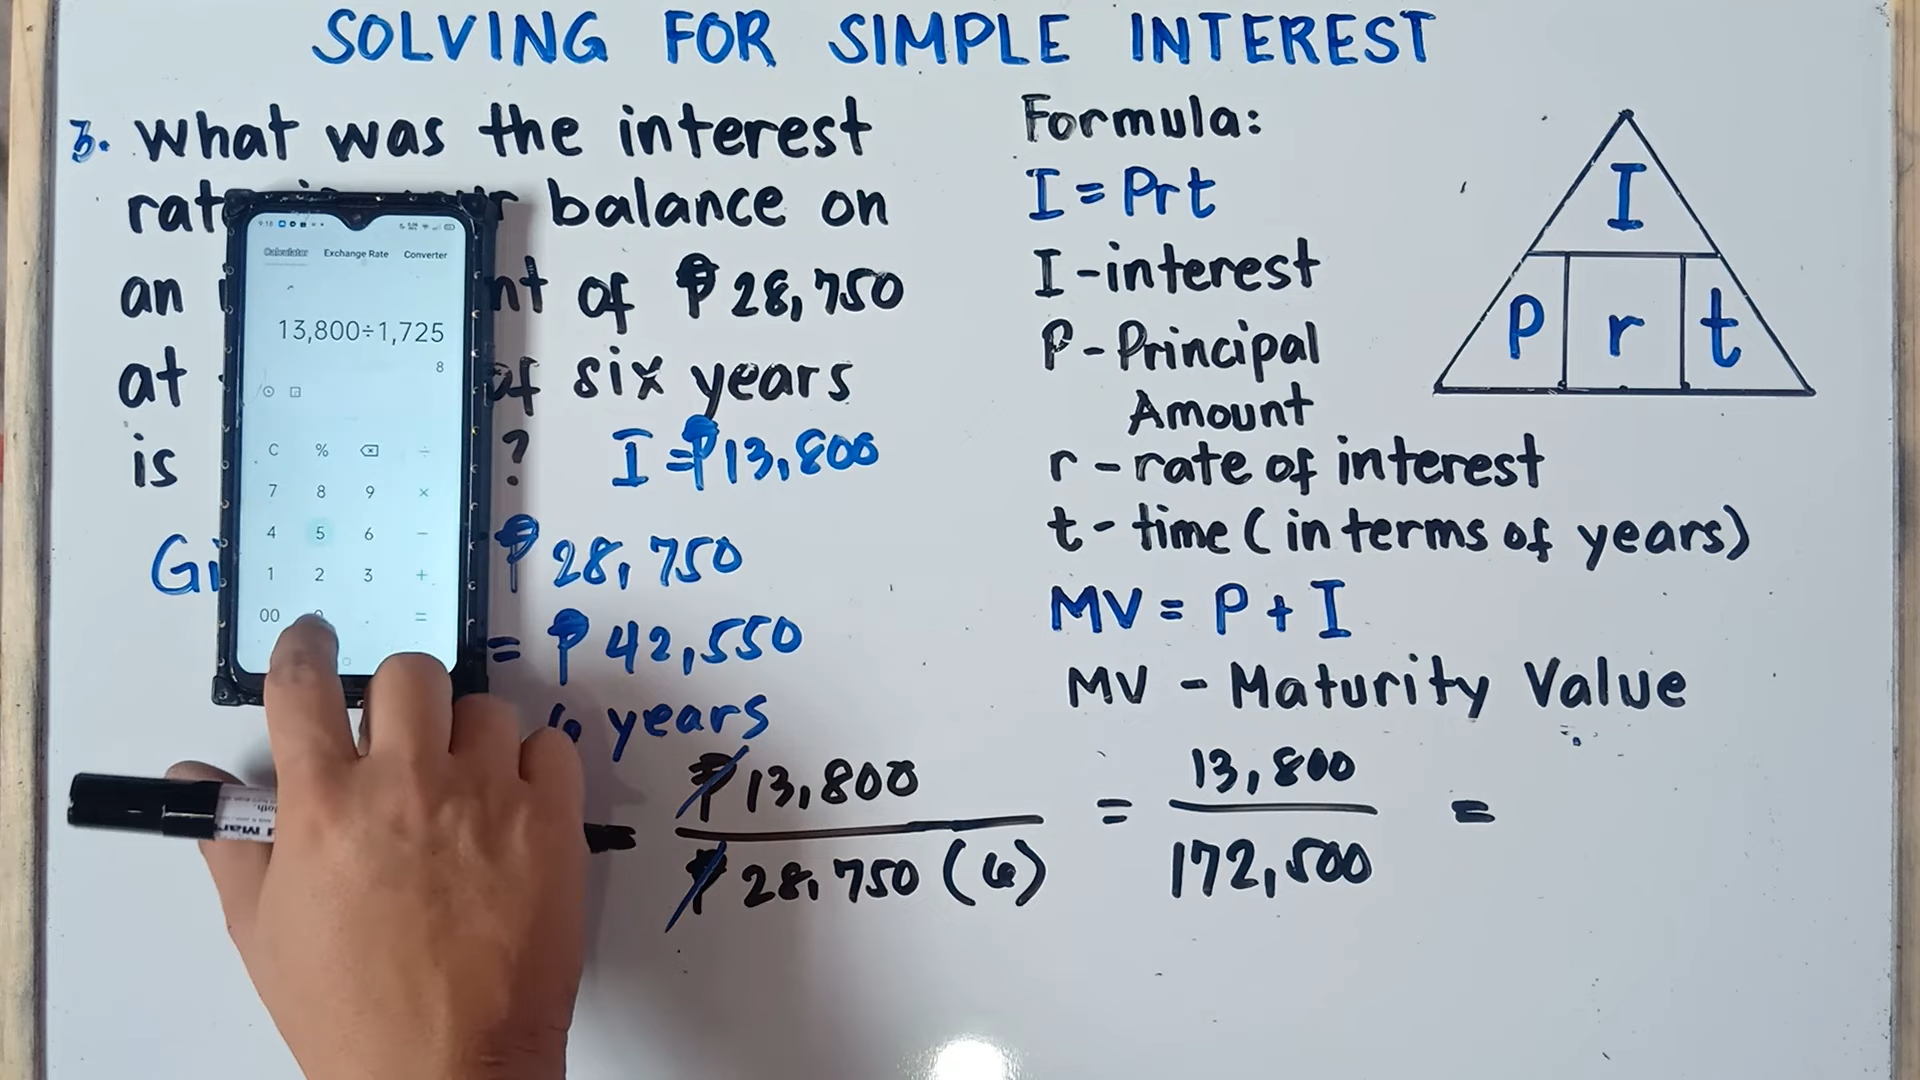 SOLVING FOR SIMPLE INTEREST
3. What was the interest
balance on
an of ₱28,750
at of six years
is ? I = ₱13,800
₱28,750
= ₱42,550
years
₱13,800 = 13,800 =
₱28,750 (6) 172,500
Formula:
I = Prt
I - interest
P - Principal
Amount
r - rate of interest
t - time (in terms of years)
MV = P + I
MV - Maturity Value
I
P r t
Calculator Exchange Rate Converter
13,800÷1,725
8
C % ÷
7 8 9 ×
4 5 6 −
1 2 3 +
00 . =